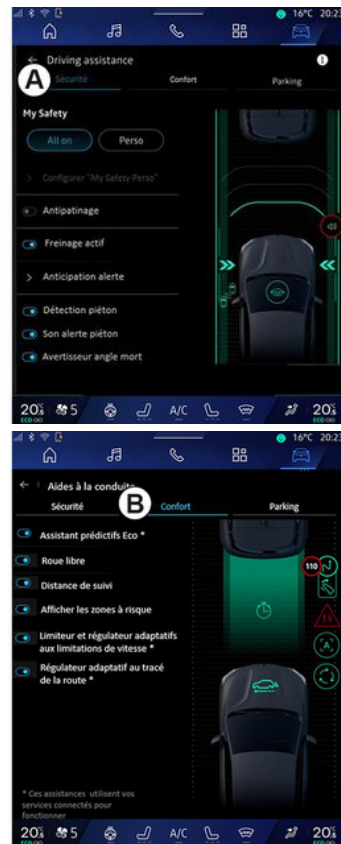 16°C 20:23
← Driving assistance
A
Sécurité Confort Parking
My Safety
All on Perso
> Configurer "My Safety Perso"
Antipatinage
Freinage actif
> Anticipation alerte
Détection piéton
Son alerte piéton
Avertisseur angle mort
20% 5 A/C 20%
ECO ECO
16°C 20:23
← Aides à la conduite
B
Sécurité Confort Parking
Assistant prédictifs Eco *
110
Roue libre
Distance de suivi
Afficher les zones à risque
Limiteur et régulateur adaptatifs
aux limitations de vitesse *
A
Régulateur adaptatif au tracé
de la route *
* Ces assistances utilisent vos
services connectés pour
fonctionner
20% 5 A/C 20%
ECO ECO